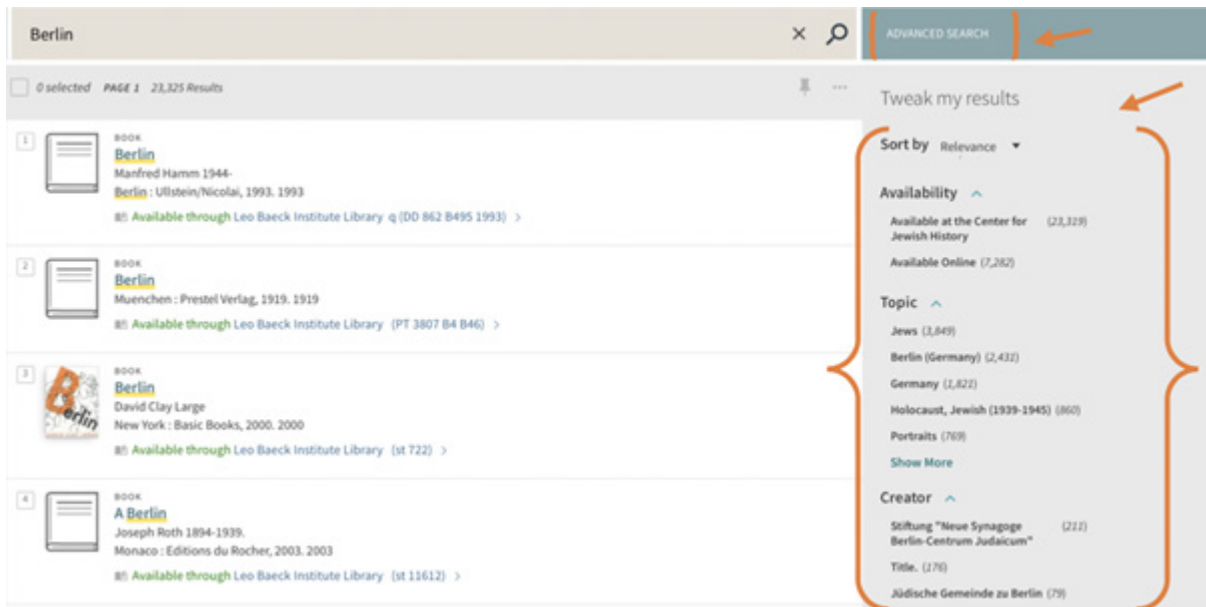 Berlin
ADVANCED SEARCH
0 selected PAGE 1 23,325 Results
1
BOOK
Berlin
Manfred Hamm 1944-
Berlin : Ullstein/Nicolai, 1993. 1993
Available through Leo Baeck Institute Library q (DD 862 B495 1993) >
2
BOOK
Berlin
Muenchen : Prestel Verlag, 1919. 1919
Available through Leo Baeck Institute Library (PT 3807 B4 B46) >
3
Berlin
BOOK
Berlin
David Clay Large
New York : Basic Books, 2000. 2000
Available through Leo Baeck Institute Library (st 722) >
4
BOOK
A Berlin
Joseph Roth 1894-1939.
Monaco : Editions du Rocher, 2003. 2003
Available through Leo Baeck Institute Library (st 11612) >
Tweak my results
Sort by Relevance
Availability
Available at the Center for (23,319)
Jewish History
Available Online (7,282)
Topic
Jews (3,849)
Berlin (Germany) (2,431)
Germany (1,821)
Holocaust, Jewish (1939-1945) (860)
Portraits (769)
Show More
Creator
Stiftung "Neue Synagoge (211)
Berlin-Centrum Judaicum"
Title. (176)
Jüdische Gemeinde zu Berlin (79)